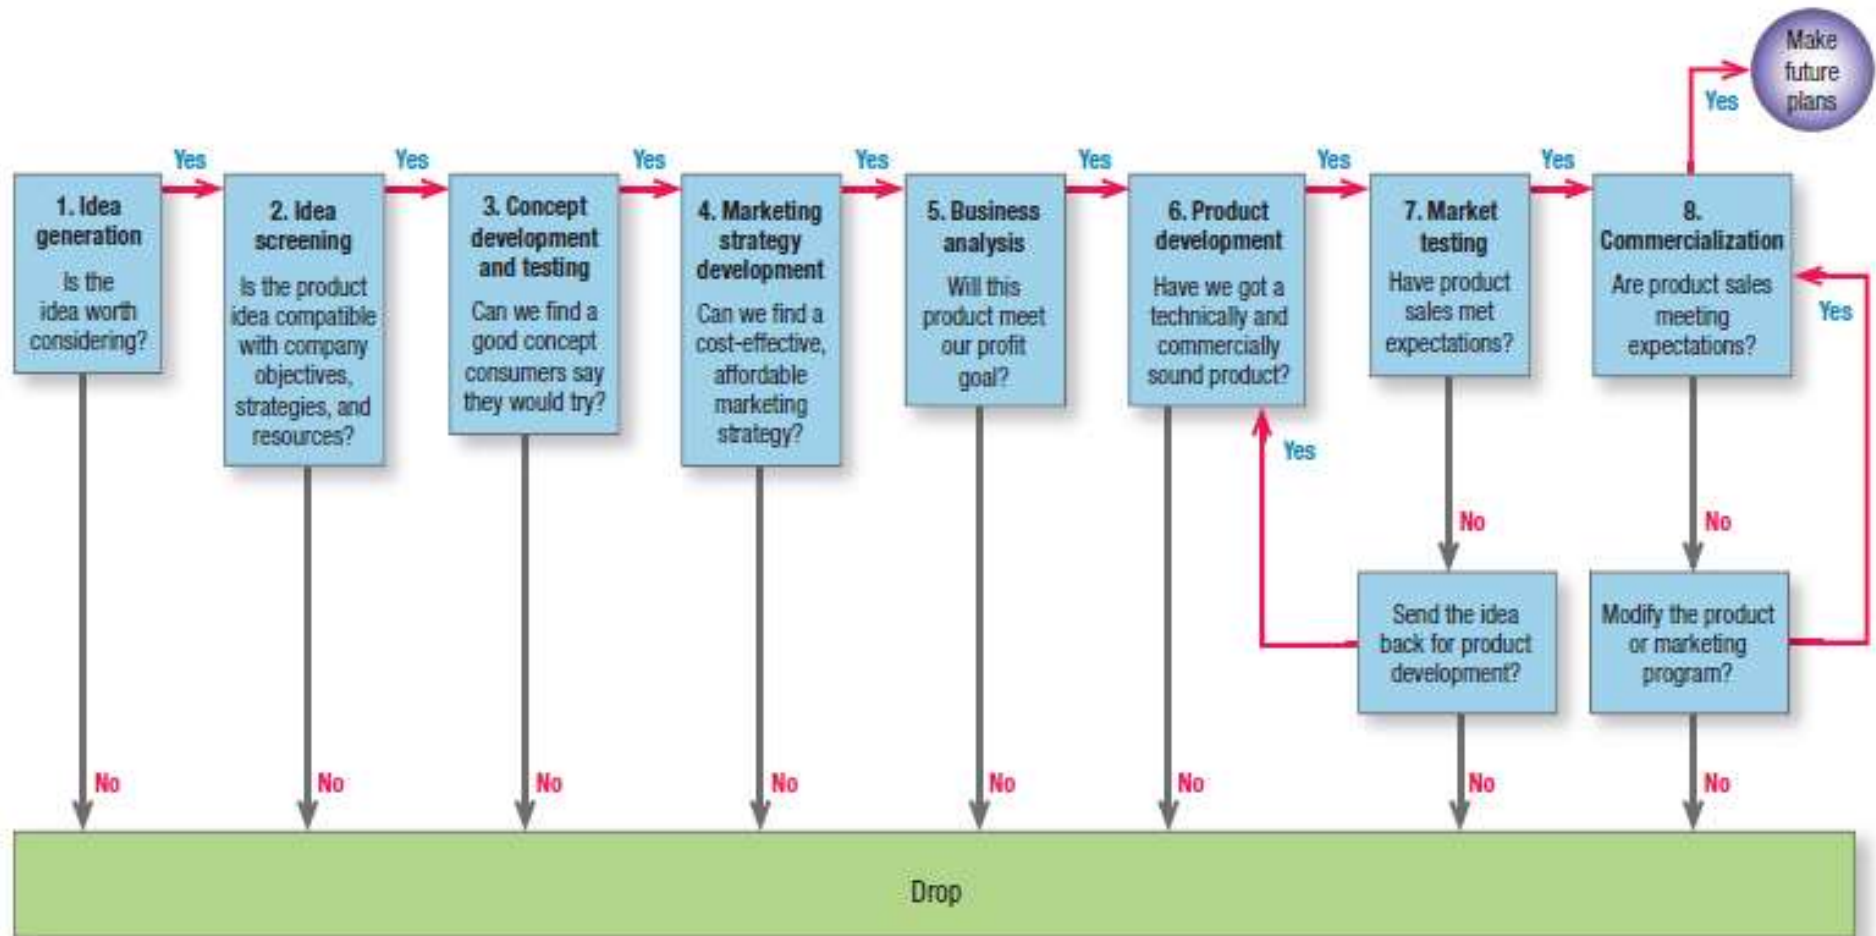 Make
future
plans
Yes
Yes
Yes
Yes
Yes
Yes
Yes
Yes
1. Idea
generation
Is the
idea worth
considering?
2. Idea
screening
Is the product
idea compatible
with company
objectives,
strategies, and
resources?
3. Concept
development
and testing
Can we find a
good concept
consumers say
they would try?
4. Marketing
strategy
development
Can we find a
cost-effective,
affordable
marketing
strategy?
5. Business
analysis
Will this
product meet
our profit
goal?
6. Product
development
Have we got a
technically and
commercially
sound product?
7. Market
testing
Have product
sales met
expectations?
8.
Commercialization
Are product sales
meeting
expectations?
Yes
Yes
No
No
Send the idea
back for product
development?
Modify the product
or marketing
program?
No
No
No
No
No
No
No
No
Drop